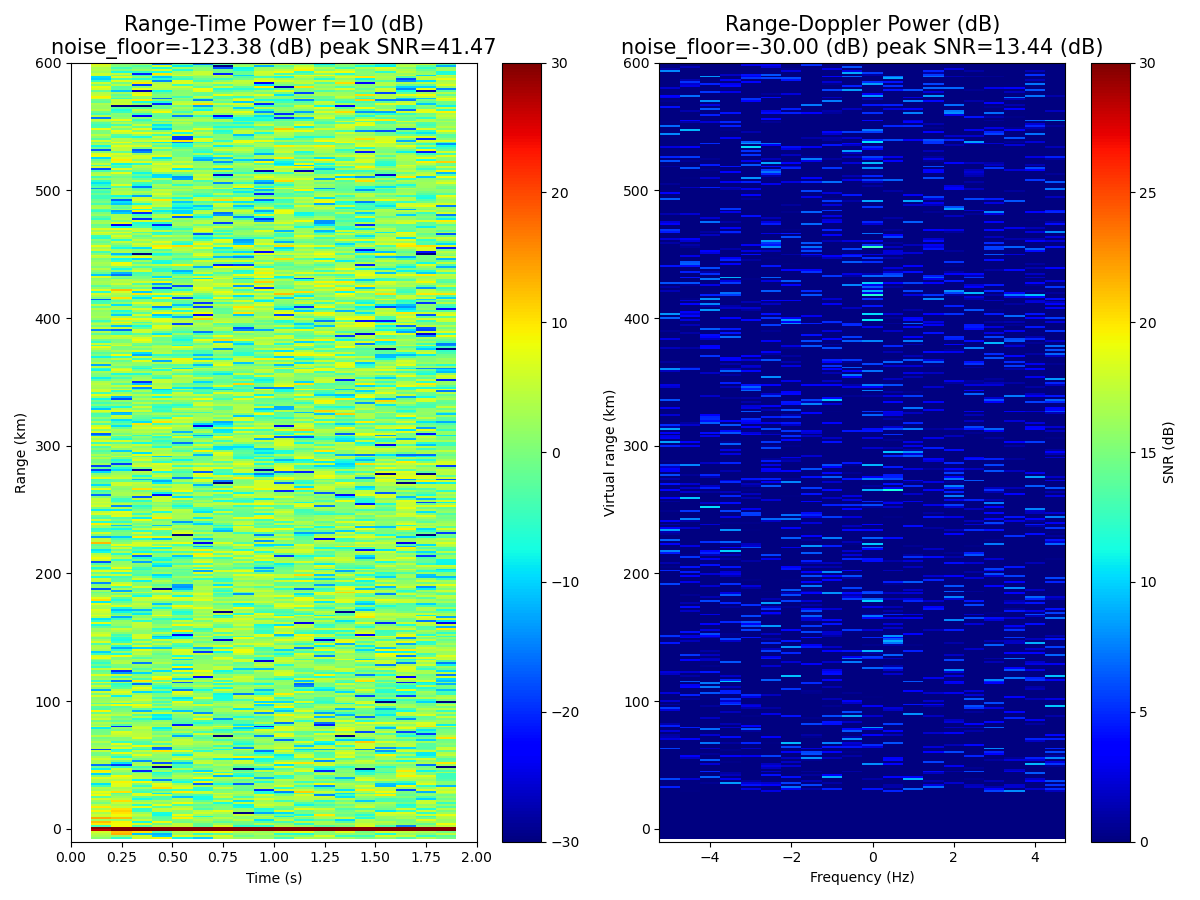 Range-Time Power f=10 (dB)
noise_floor=-123.38 (dB) peak SNR=41.47
Range-Doppler Power (dB)
noise_floor=-30.00 (dB) peak SNR=13.44 (dB)
600
500
400
300
200
100
0
Range (km)
0.00 0.25 0.50 0.75 1.00 1.25 1.50 1.75 2.00
Time (s)
30
20
10
0
−10
−20
−30
600
500
400
300
200
100
0
Virtual range (km)
−4 −2 0 2 4
Frequency (Hz)
30
25
20
15
10
5
0
SNR (dB)